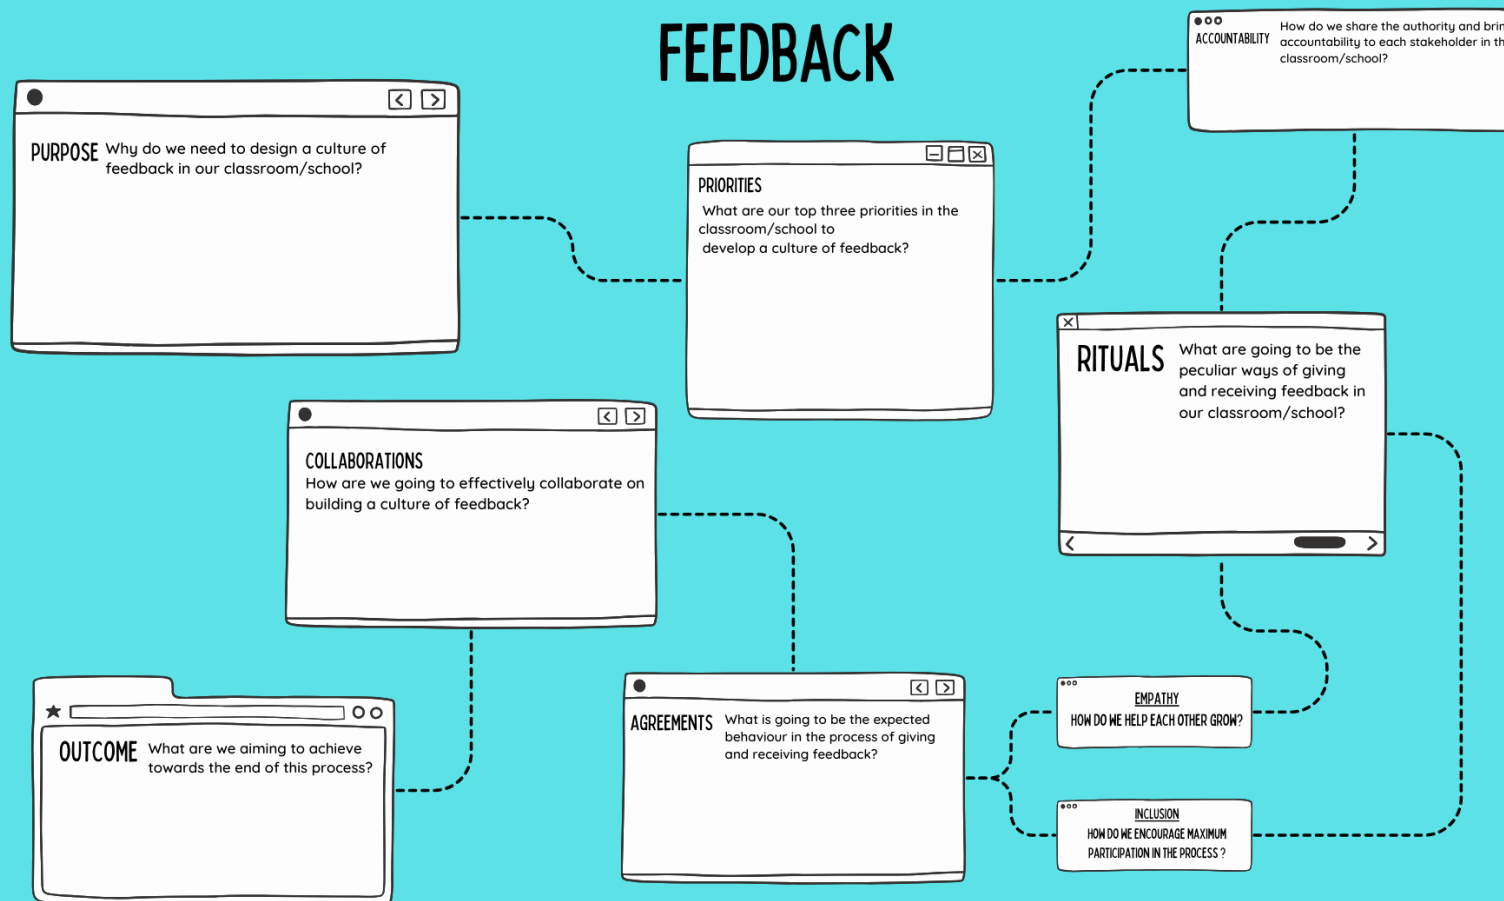 FEEDBACK
PURPOSE
Why do we need to design a culture of
feedback in our classroom/school?
PRIORITIES
What are our top three priorities in the
classroom/school to
develop a culture of feedback?
ACCOUNTABILITY
How do we share the authority and
accountability to each stakeholder in
classroom/school?
RITUALS
What are going to be the
peculiar ways of giving
and receiving feedback in
our classroom/school?
EMPATHY
HOW DO WE HELP EACH OTHER GROW?
INCLUSION
HOW DO WE ENCOURAGE MAXIMUM
PARTICIPATION IN THE PROCESS ?
AGREEMENTS
What is going to be the expected
behaviour in the process of giving
and receiving feedback?
COLLABORATIONS
How are we going to effectively collaborate on
building a culture of feedback?
OUTCOME
What are we aiming to achieve
towards the end of this process?